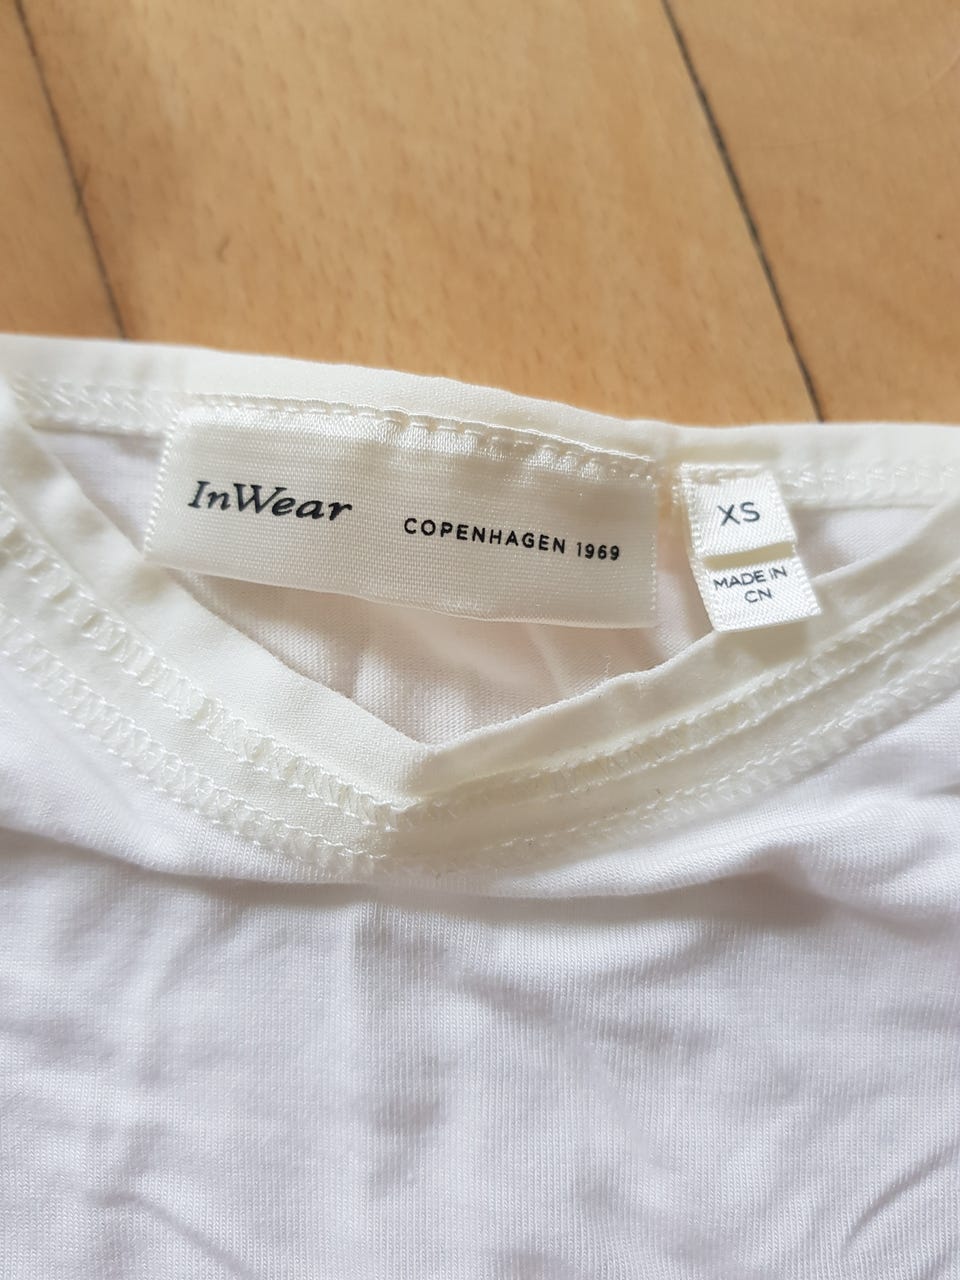 InWear COPENHAGEN 1969
XS
MADE IN
CN